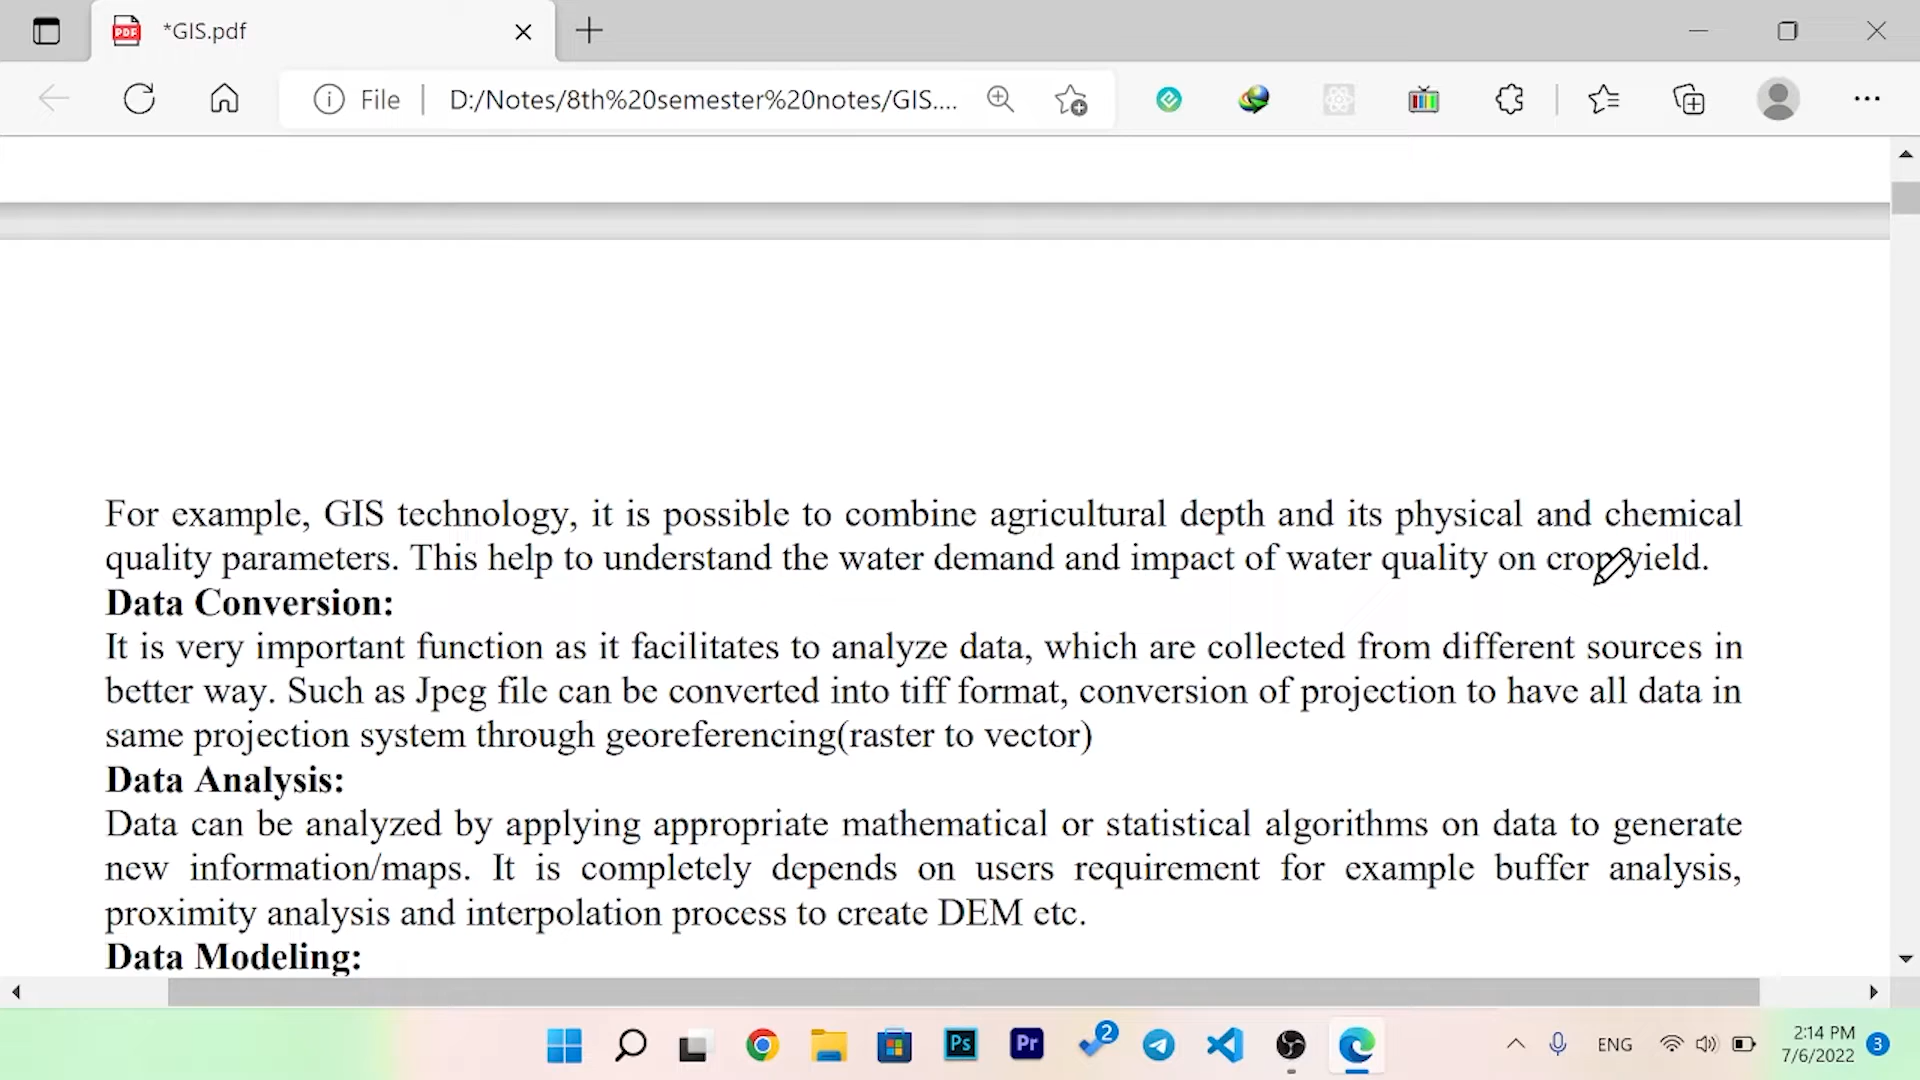 *GIS.pdf
File
D:/Notes/8th%20semester%20notes/GIS....
For example, GIS technology, it is possible to combine agricultural depth and its physical and chemical
quality parameters. This help to understand the water demand and impact of water quality on crop yield.
Data Conversion:
It is very important function as it facilitates to analyze data, which are collected from different sources in
better way. Such as Jpeg file can be converted into tiff format, conversion of projection to have all data in
same projection system through georeferencing(raster to vector)
Data Analysis:
Data can be analyzed by applying appropriate mathematical or statistical algorithms on data to generate
new information/maps. It is completely depends on users requirement for example buffer analysis,
proximity analysis and interpolation process to create DEM etc.
Data Modeling:
Ps
Pr
2
ENG
2:14 PM
7/6/2022
3